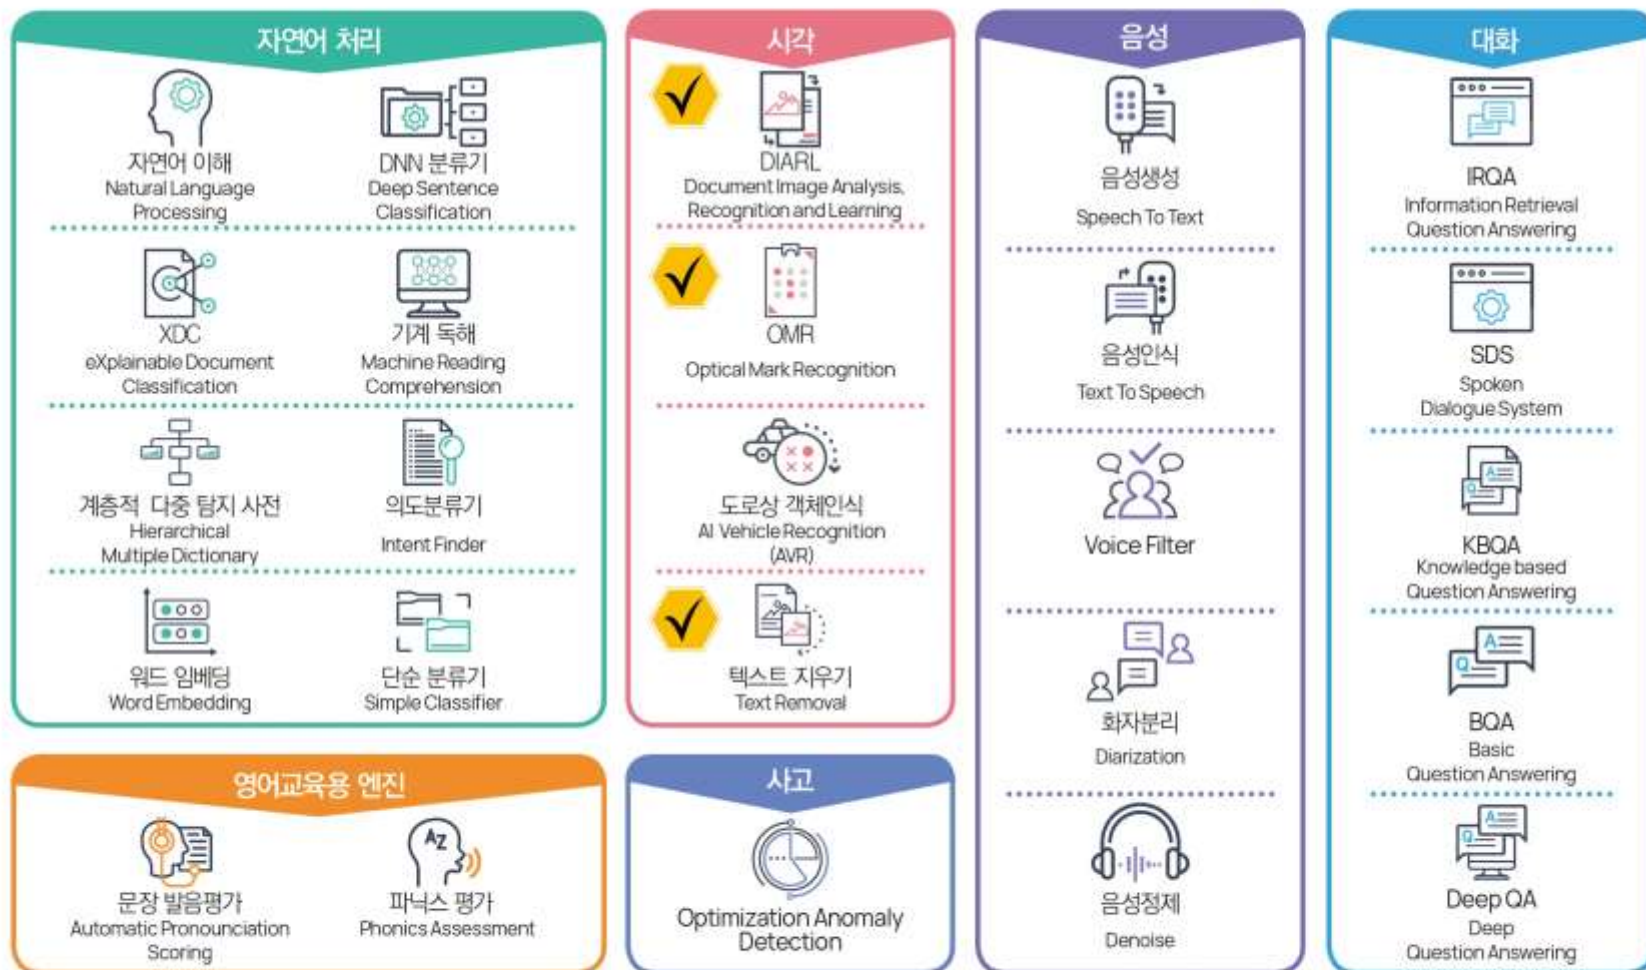 자연어 처리
자연어 이해
Natural Language
Processing
DNN 분류기
Deep Sentence
Classification
XDC
eXplainable Document
Classification
기계 독해
Machine Reading
Comprehension
계층적 다중 탐지 사전
Hierarchical
Multiple Dictionary
의도분류기
Intent Finder
워드 임베딩
Word Embedding
단순 분류기
Simple Classifier
시각
DIARL
Document Image Analysis,
Recognition and Learning
OMR
Optical Mark Recognition
도로상 객체인식
AI Vehicle Recognition
(AVR)
텍스트 지우기
Text Removal
음성
음성생성
Speech To Text
음성인식
Text To Speech
Voice Filter
화자분리
Diarization
음성정제
Denoise
대화
IRQA
Information Retrieval
Question Answering
SDS
Spoken
Dialogue System
Q
A
KBQA
Knowledge based
Question Answering
Q
A
BQA
Basic
Question Answering
Q
A
Deep QA
Deep
Question Answering
영어교육용 엔진
문장 발음평가
Automatic Pronounciation
Scoring
AZ
파닉스 평가
Phonics Assessment
사고
Optimization Anomaly
Detection